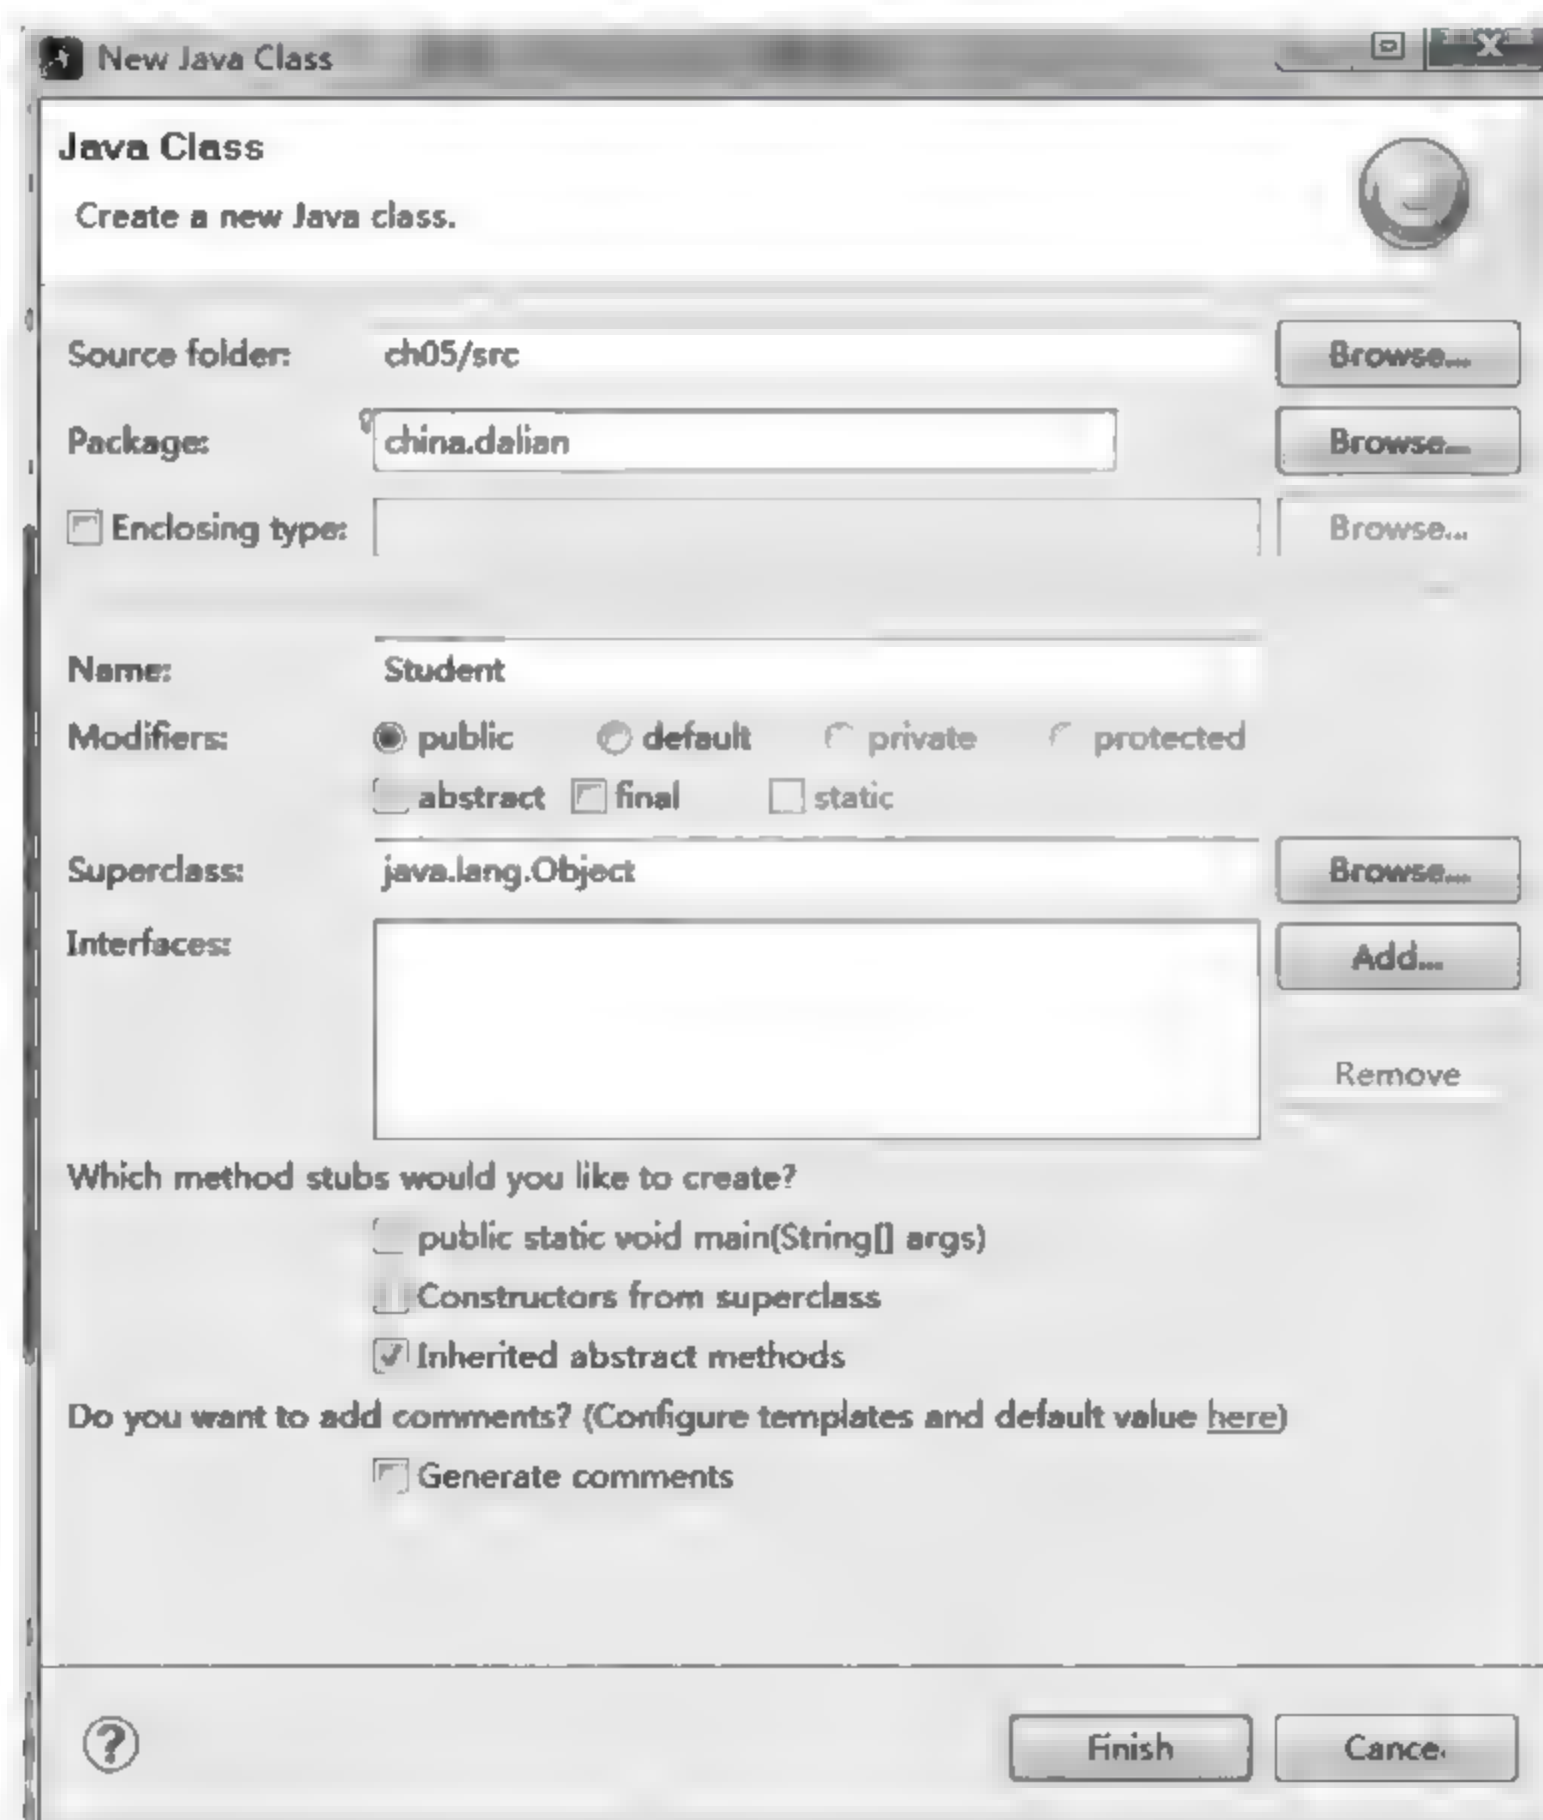 New Java Class
Java Class
Create a new Java class.
Source folder: ch05/src Browse...
Package: china.dalian Browse...
Enclosing type: Browse...
Name: Student
Modifiers: public default private protected
abstract final static
Superclass: java.lang.Object Browse...
Interfaces: Add...
Remove
Which method stubs would you like to create?
public static void main(String[] args)
Constructors from superclass
Inherited abstract methods
Do you want to add comments? (Configure templates and default value here)
Generate comments
? Finish Cancel